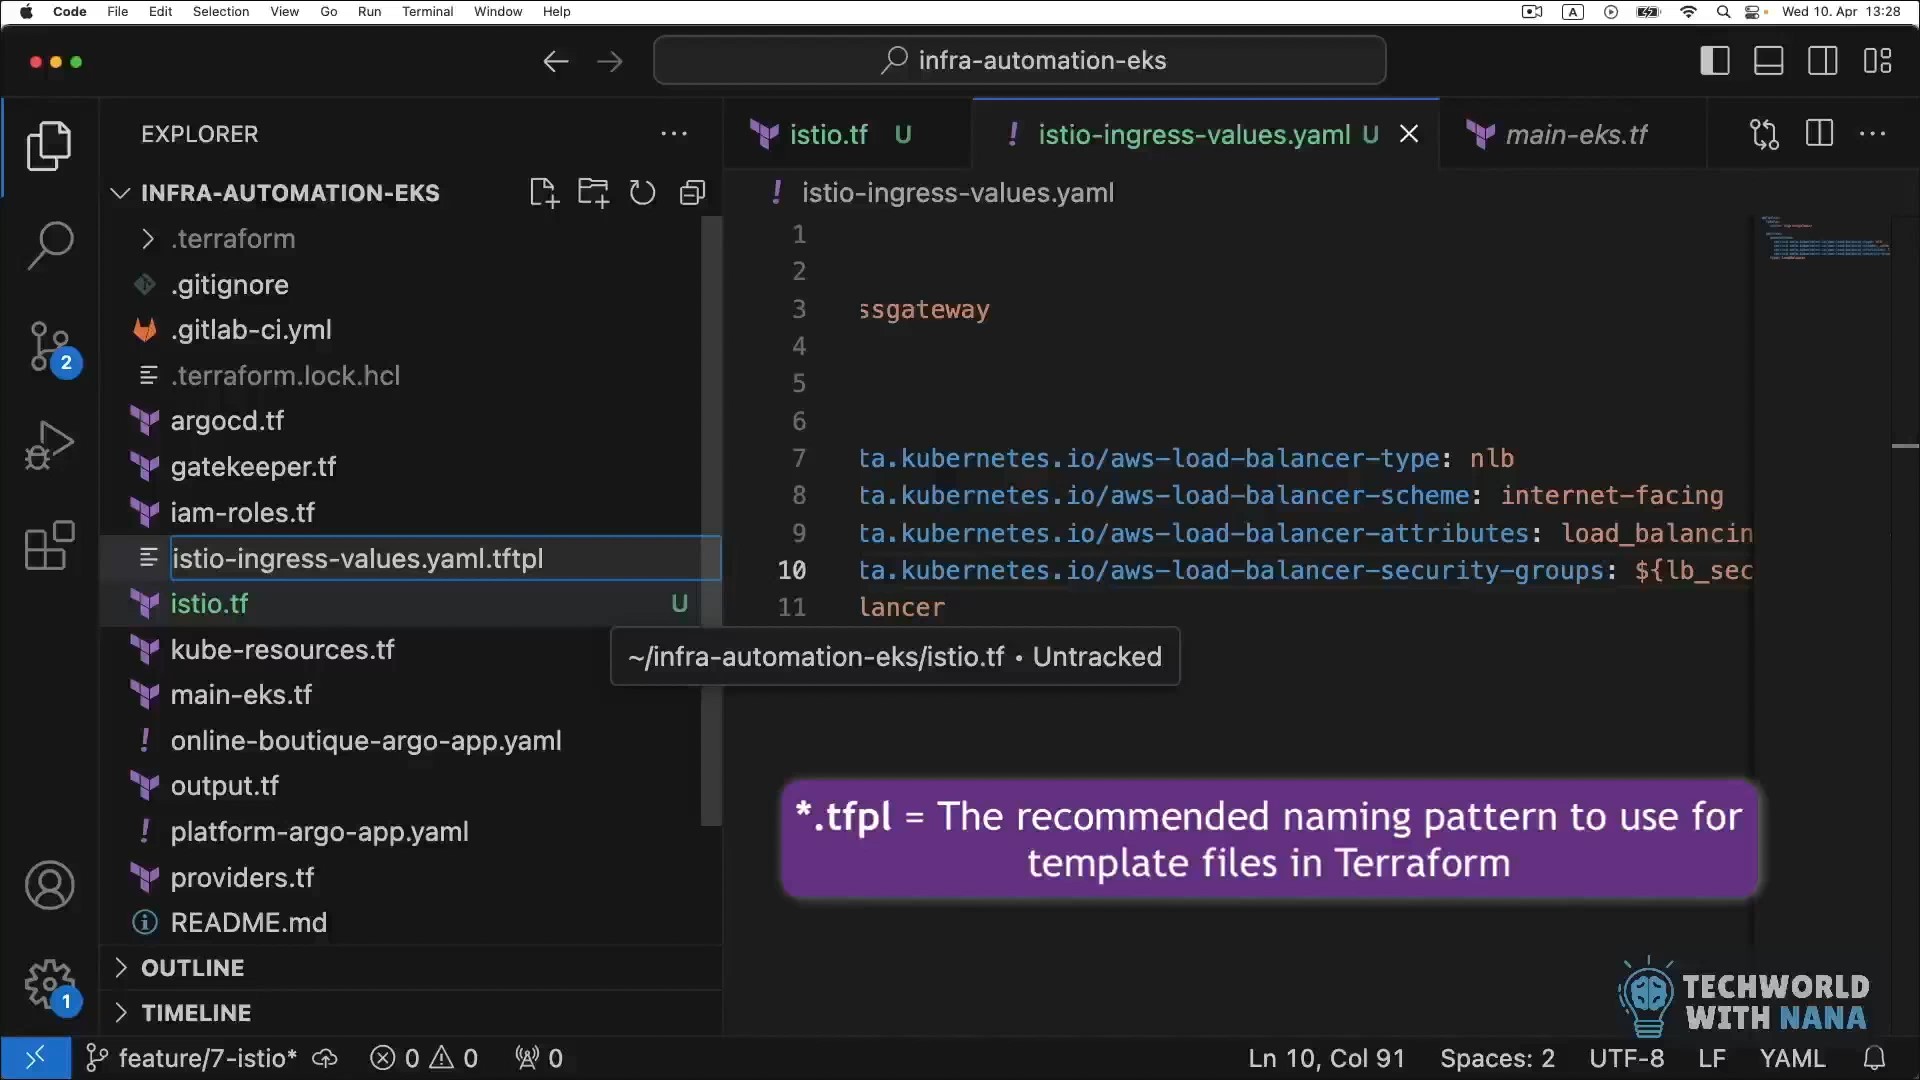 Code File Edit Selection View Go Run Terminal Window Help A Wed 10. Apr 13:28
infra-automation-eks
EXPLORER
istio.tf U
istio-ingress-values.yaml U
main-eks.tf
INFRA-AUTOMATION-EKS
istio-ingress-values.yaml
.terraform
.gitignore
.gitlab-ci.yml
.terraform.lock.hcl
argocd.tf
gatekeeper.tf
iam-roles.tf
istio-ingress-values.yaml.tftpl
istio.tf U
kube-resources.tf
main-eks.tf
online-boutique-argo-app.yaml
output.tf
platform-argo-app.yaml
providers.tf
README.md
OUTLINE
TIMELINE
2
1
1
2
3 ssgateway
4
5
6
7 ta.kubernetes.io/aws-load-balancer-type: nlb
8 ta.kubernetes.io/aws-load-balancer-scheme: internet-facing
9 ta.kubernetes.io/aws-load-balancer-attributes: load_balancin
10 ta.kubernetes.io/aws-load-balancer-security-groups: ${lb_sec
11 lancer
~/infra-automation-eks/istio.tf • Untracked
*.tfpl = The recommended naming pattern to use for
template files in Terraform
TECHWORLD
WITH NANA
feature/7-istio* 0 0 0 Ln 10, Col 91 Spaces: 2 UTF-8 LF YAML